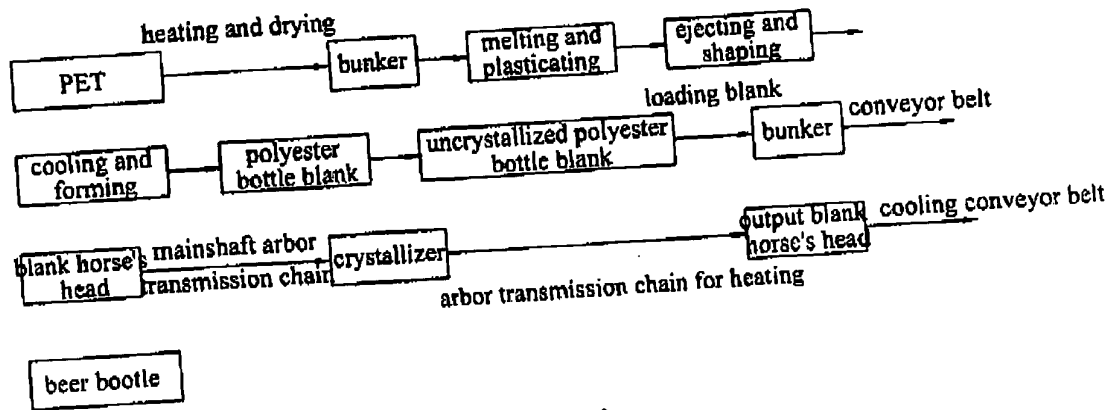 heating and drying
PET
bunker
melting and
plasticating
ejecting and
shaping
loading blank
conveyor belt
cooling and
forming
polyester
bottle blank
uncrystallized polyester
bottle blank
bunker
blank horse's
head
mainshaft arbor
transmission chain
crystallizer
arbor transmission chain for heating
output blank
horse's head
cooling conveyor belt
beer bootle